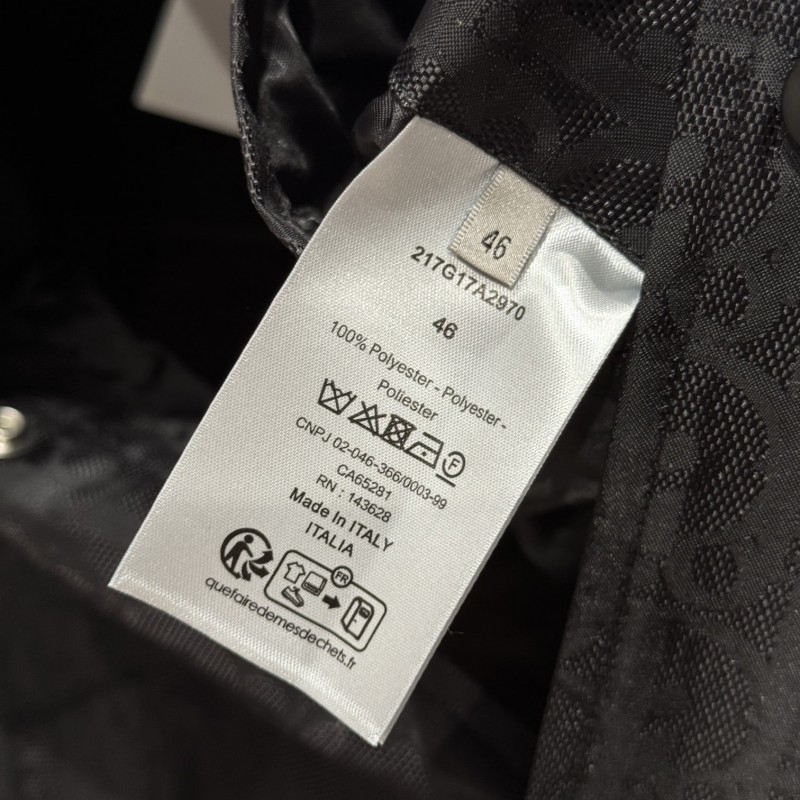 46
217G17A2970
46
100% Polyester - Polyester -
Poliester
F
CNPJ 02-046-366/0003-99
CA65281
RN : 143628
Made In ITALY
ITALIA
FR
quefairedemesdechets.fr